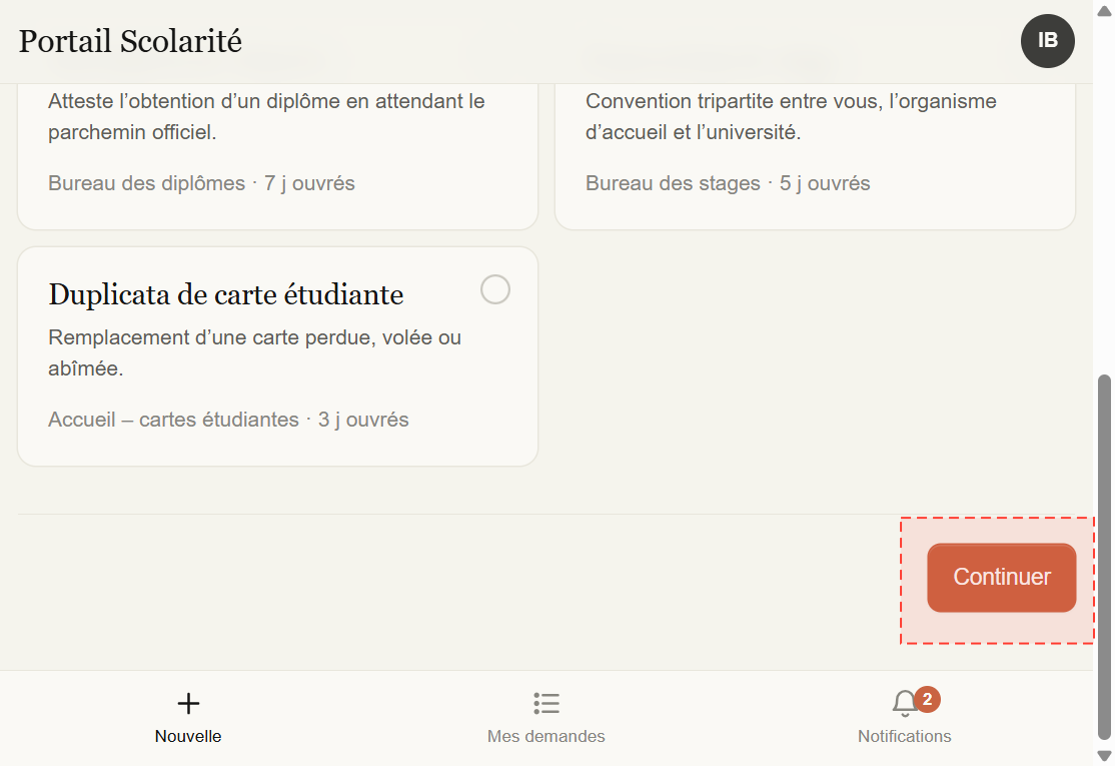 Portail Scolarité
IB
Atteste l’obtention d’un diplôme en attendant le
parchemin officiel.
Bureau des diplômes · 7 j ouvrés
Convention tripartite entre vous, l’organisme
d’accueil et l’université.
Bureau des stages · 5 j ouvrés
Duplicata de carte étudiante
Remplacement d’une carte perdue, volée ou
abîmée.
Accueil – cartes étudiantes · 3 j ouvrés
Continuer
Nouvelle
Mes demandes
2
Notifications